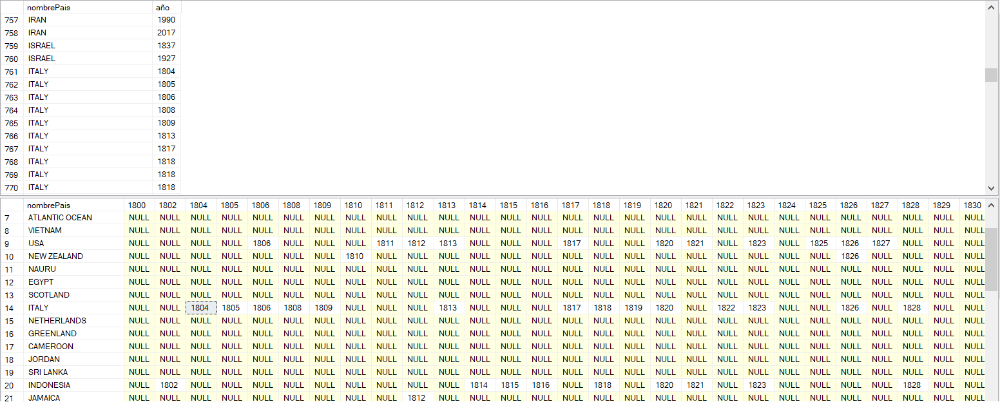 nombrePais año
757 IRAN 1990
758 IRAN 2017
759 ISRAEL 1837
760 ISRAEL 1927
761 ITALY 1804
762 ITALY 1805
763 ITALY 1806
764 ITALY 1808
765 ITALY 1809
766 ITALY 1813
767 ITALY 1817
768 ITALY 1818
769 ITALY 1818
770 ITALY 1818
nombrePais 1800 1802 1804 1805 1806 1808 1809 1810 1811 1812 1813 1814 1815 1816 1817 1818 1819 1820 1821 1822 1823 1824 1825 1826 1827 1828 1829 1830
7 ATLANTIC OCEAN NULL NULL NULL NULL NULL NULL NULL NULL NULL NULL NULL NULL NULL NULL NULL NULL NULL NULL NULL NULL NULL NULL NULL NULL NULL NULL NULL NULL
8 VIETNAM NULL NULL NULL NULL NULL NULL NULL NULL NULL NULL NULL NULL NULL NULL NULL NULL NULL NULL NULL NULL NULL NULL NULL NULL NULL NULL NULL NULL
9 USA NULL NULL NULL NULL 1806 NULL NULL NULL 1811 1812 1813 NULL NULL NULL 1817 NULL NULL 1820 1821 NULL 1823 NULL 1825 1826 1827 NULL NULL NULL
10 NEW ZEALAND NULL NULL NULL NULL NULL NULL NULL 1810 NULL NULL NULL NULL NULL NULL NULL NULL NULL NULL NULL NULL NULL NULL NULL 1826 NULL NULL NULL NULL
11 NAURU NULL NULL NULL NULL NULL NULL NULL NULL NULL NULL NULL NULL NULL NULL NULL NULL NULL NULL NULL NULL NULL NULL NULL NULL NULL NULL NULL NULL
12 EGYPT NULL NULL NULL NULL NULL NULL NULL NULL NULL NULL NULL NULL NULL NULL NULL NULL NULL NULL NULL NULL NULL NULL NULL NULL NULL NULL NULL NULL
13 SCOTLAND NULL NULL NULL NULL NULL NULL NULL NULL NULL NULL NULL NULL NULL NULL NULL NULL NULL NULL NULL NULL NULL NULL NULL NULL NULL NULL NULL NULL
14 ITALY NULL NULL 1804 1805 1806 1808 1809 NULL NULL NULL 1813 NULL NULL NULL 1817 1818 1819 1820 NULL 1822 1823 NULL NULL 1826 NULL 1828 NULL NULL
15 NETHERLANDS NULL NULL NULL NULL NULL NULL NULL NULL NULL NULL NULL NULL NULL NULL NULL NULL NULL NULL NULL NULL NULL NULL NULL NULL NULL NULL NULL NULL
16 GREENLAND NULL NULL NULL NULL NULL NULL NULL NULL NULL NULL NULL NULL NULL NULL NULL NULL NULL NULL NULL NULL NULL NULL NULL NULL NULL NULL NULL NULL
17 CAMEROON NULL NULL NULL NULL NULL NULL NULL NULL NULL NULL NULL NULL NULL NULL NULL NULL NULL NULL NULL NULL NULL NULL NULL NULL NULL NULL NULL NULL
18 JORDAN NULL NULL NULL NULL NULL NULL NULL NULL NULL NULL NULL NULL NULL NULL NULL NULL NULL NULL NULL NULL NULL NULL NULL NULL NULL NULL NULL NULL
19 SRI LANKA NULL NULL NULL NULL NULL NULL NULL NULL NULL NULL NULL NULL NULL NULL NULL NULL NULL NULL NULL NULL NULL NULL NULL NULL NULL NULL NULL NULL
20 INDONESIA NULL 1802 NULL NULL NULL NULL NULL NULL NULL NULL NULL 1814 1815 1816 NULL 1818 NULL 1820 1821 NULL 1823 NULL NULL NULL NULL 1828 NULL NULL
21 JAMAICA NULL NULL NULL NULL NULL NULL NULL NULL NULL 1812 NULL NULL NULL NULL NULL NULL NULL NULL NULL NULL NULL NULL NULL NULL NULL NULL NULL NULL